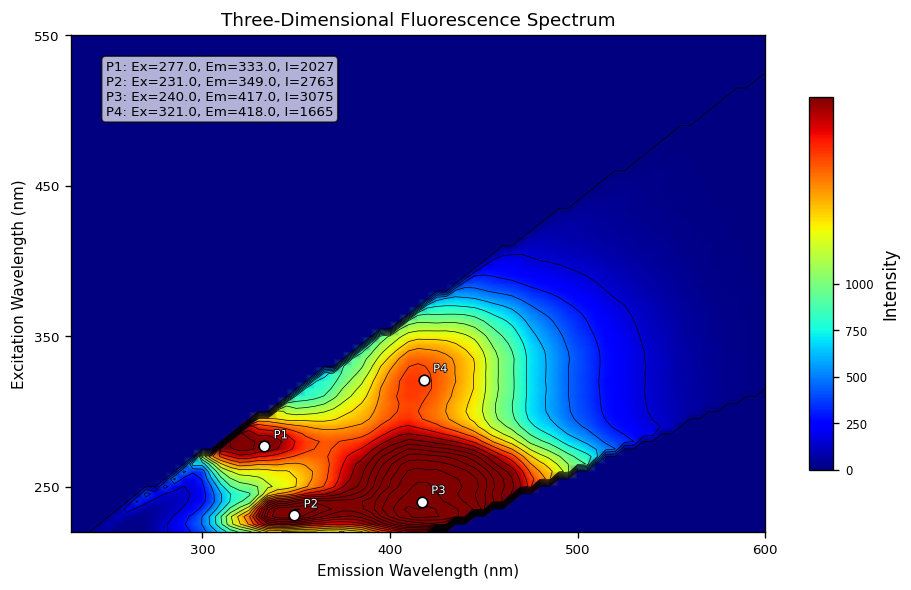 Three-Dimensional Fluorescence Spectrum
550
450
350
250
Excitation Wavelength (nm)
P1: Ex=277.0, Em=333.0, I=2027
P2: Ex=231.0, Em=349.0, I=2763
P3: Ex=240.0, Em=417.0, I=3075
P4: Ex=321.0, Em=418.0, I=1665
P4
P1
P3
P2
300
400
500
600
Emission Wavelength (nm)
1000
750
500
250
0
Intensity